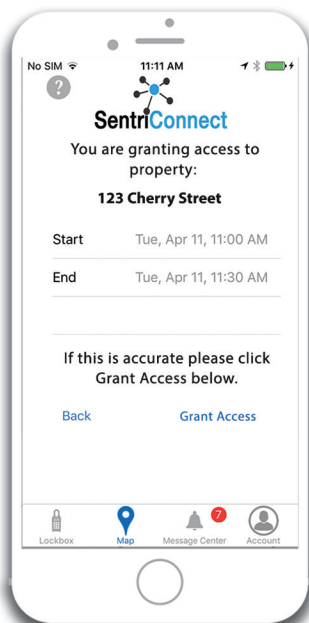 No SIM 11:11 AM
?
SentriConnect
You are granting access to
property:
123 Cherry Street
Start Tue, Apr 11, 11:00 AM
End Tue, Apr 11, 11:30 AM
If this is accurate please click
Grant Access below.
Back Grant Access
7
Lockbox Map Message Center Account